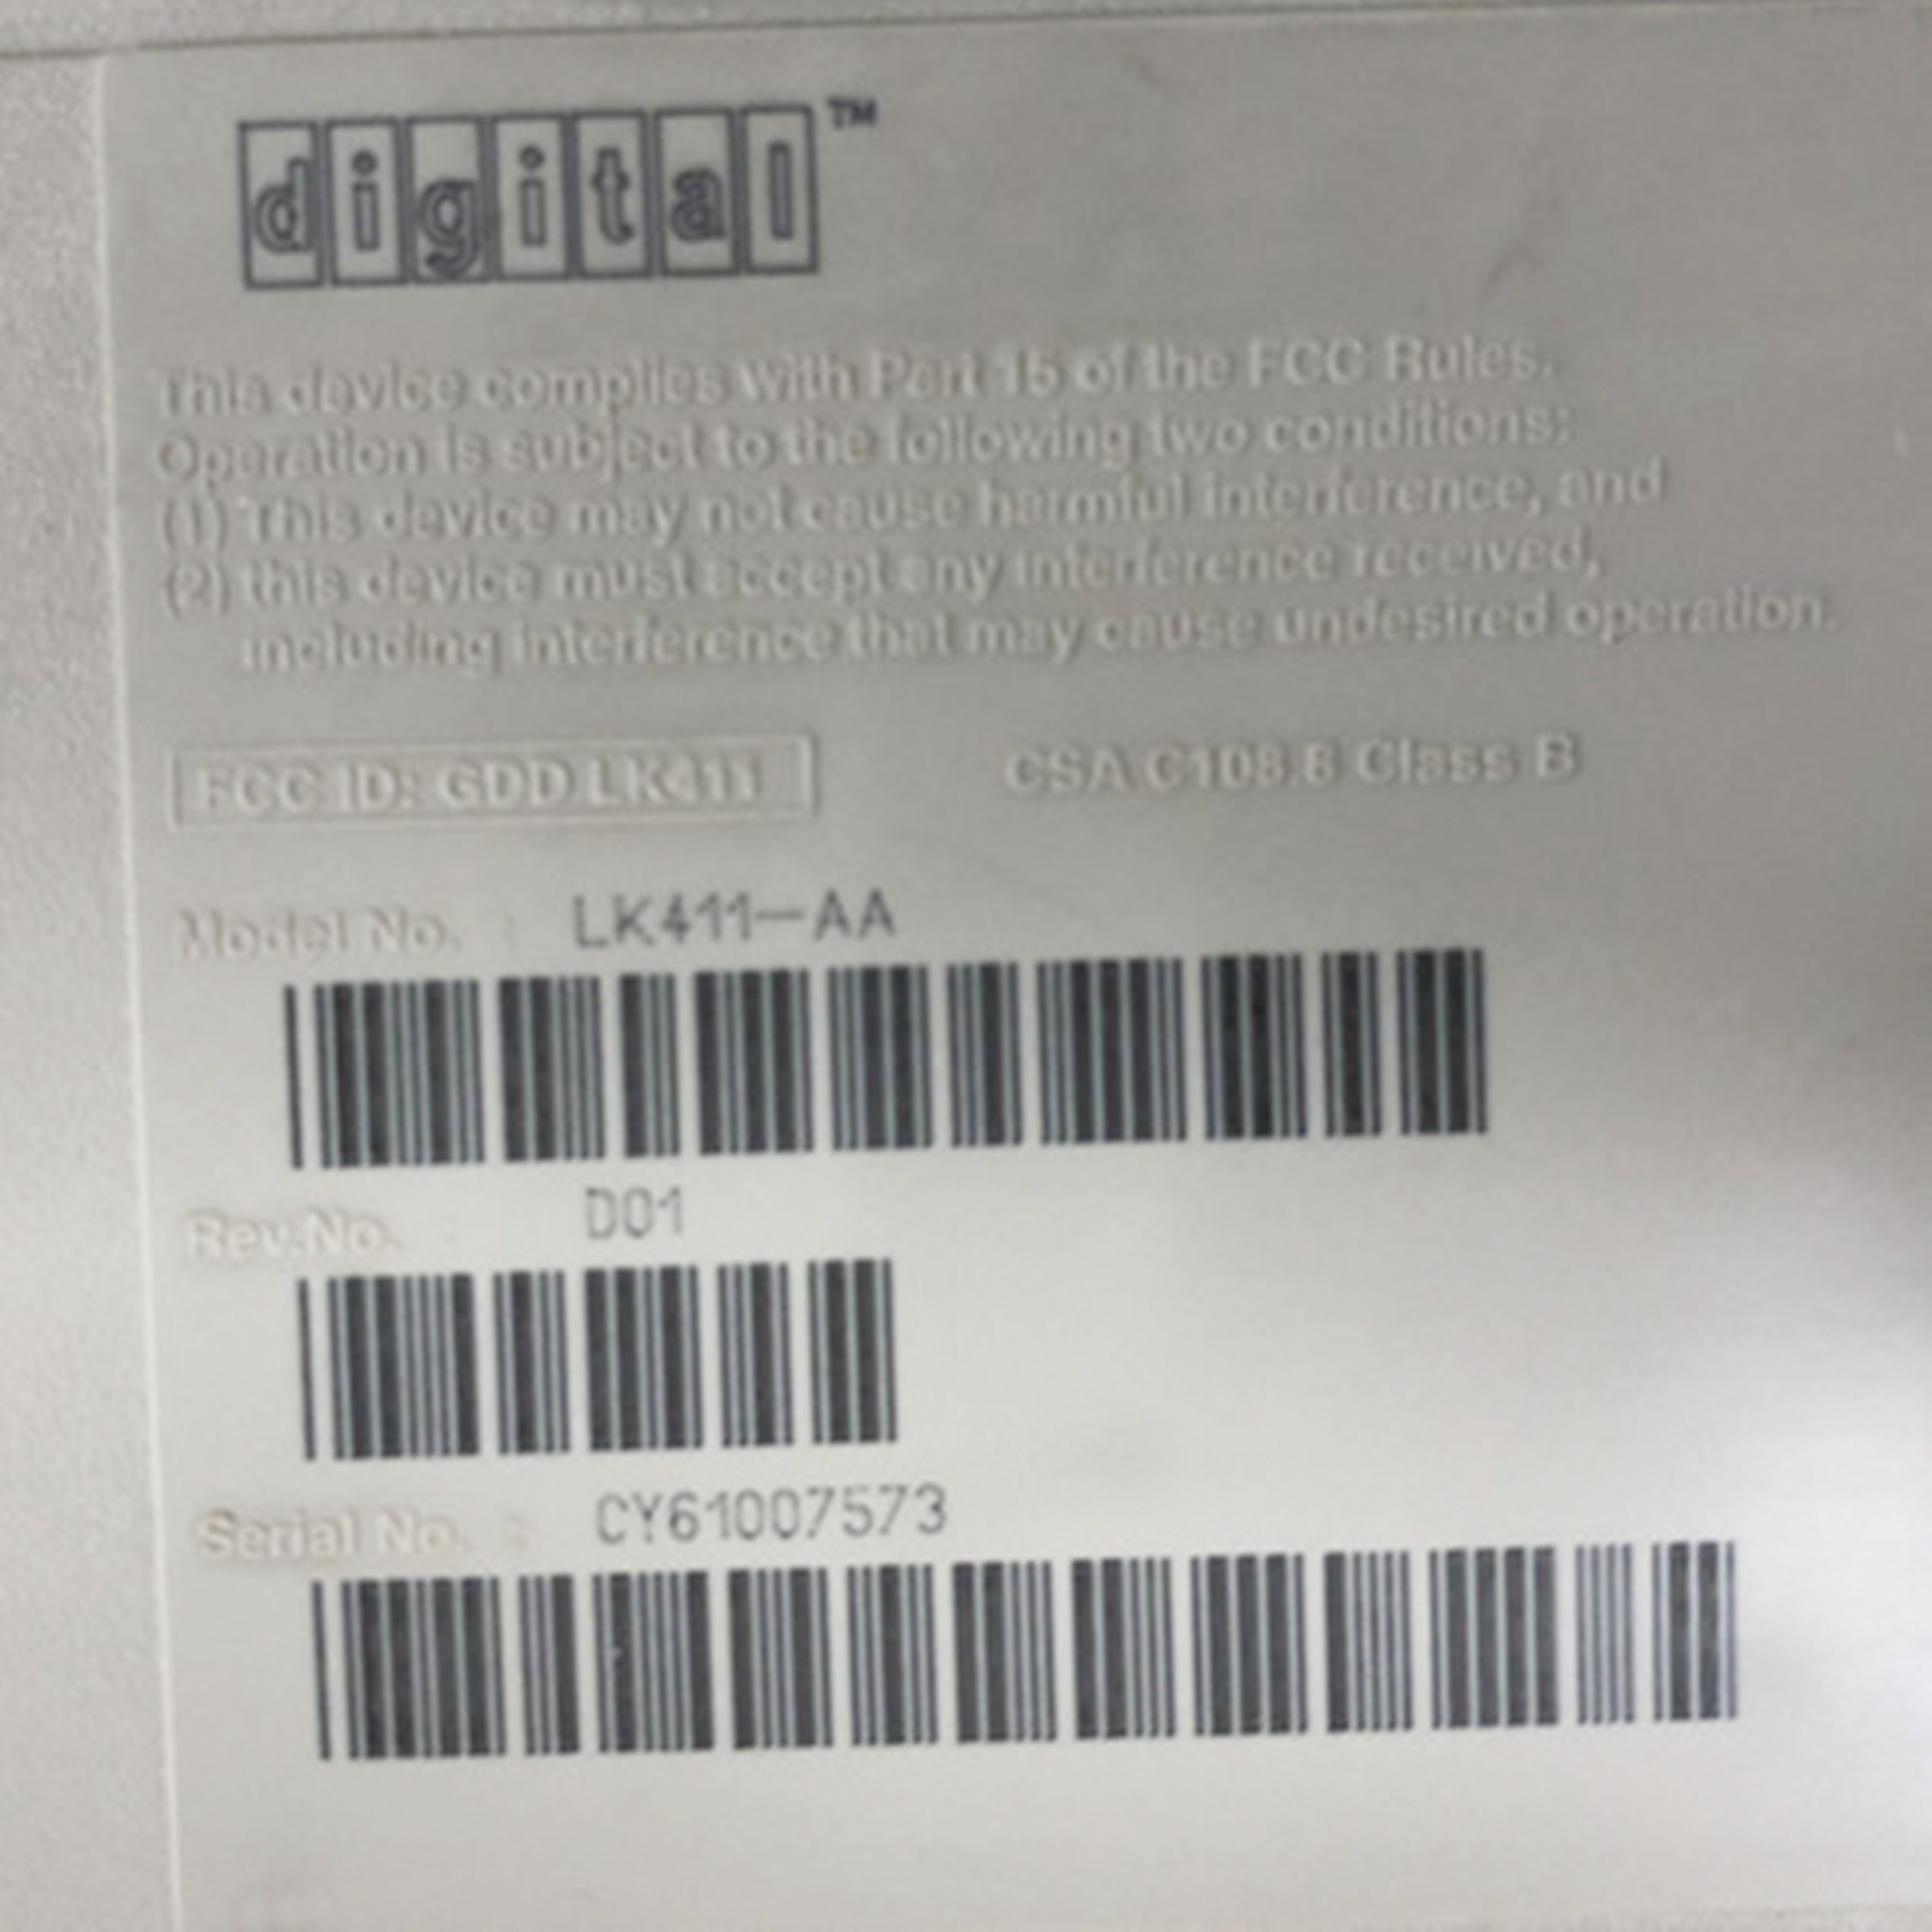 digital™
This device complies with Part 15 of the FCC Rules.
Operation is subject to the following two conditions:
(1) This device may not cause harmful interference, and
(2) this device must accept any interference received,
including interference that may cause undesired operation.
FCC ID: GDD LK411 CSA C108.8 Class B
Model No. : LK411-AA
Rev.No. : D01
Serial No. : CY61007573